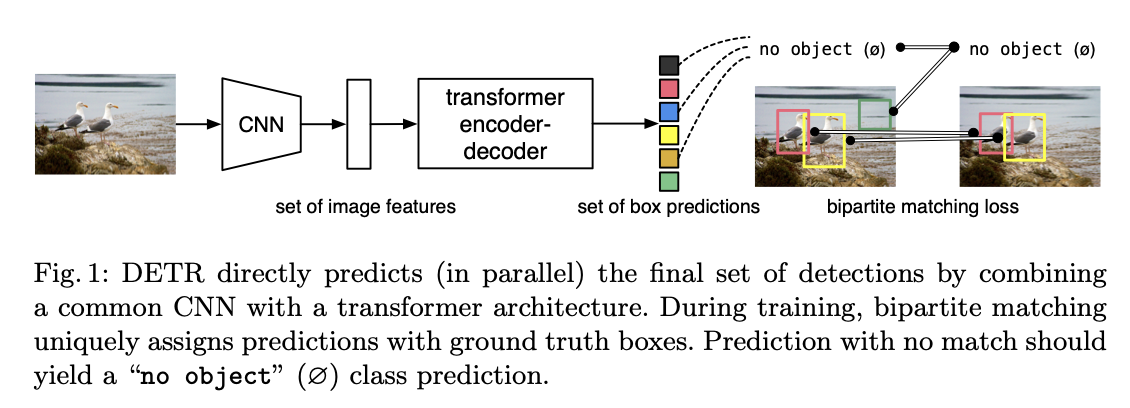 no object (ø)
no object (ø)
CNN
transformer
encoder-
decoder
set of image features
set of box predictions
bipartite matching loss
Fig. 1: DETR directly predicts (in parallel) the final set of detections by combining
a common CNN with a transformer architecture. During training, bipartite matching
uniquely assigns predictions with ground truth boxes. Prediction with no match should
yield a “no object” (∅) class prediction.